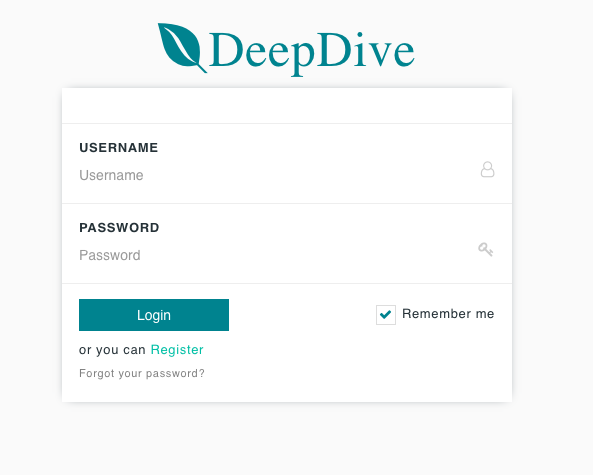 DeepDive
USERNAME
Username
PASSWORD
Password
Login
Remember me
or you can Register
Forgot your password?